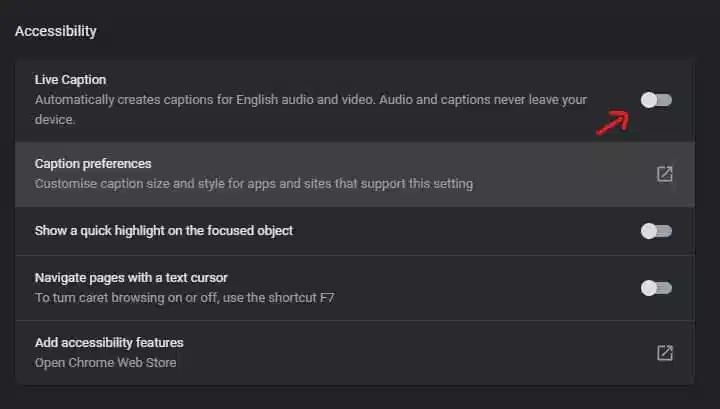 Accessibility
Live Caption
Automatically creates captions for English audio and video. Audio and captions never leave your
device.
Caption preferences
Customise caption size and style for apps and sites that support this setting
Show a quick highlight on the focused object
Navigate pages with a text cursor
To turn caret browsing on or off, use the shortcut F7
Add accessibility features
Open Chrome Web Store